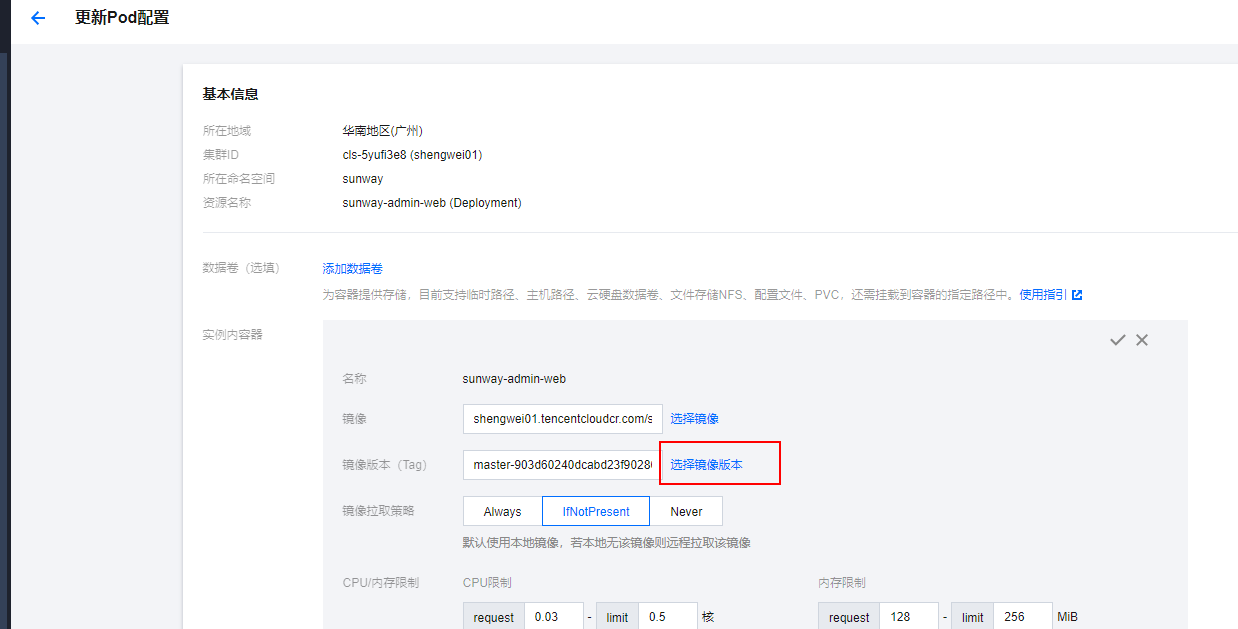 更新Pod配置
基本信息
所在地域 华南地区(广州)
集群ID cls-5yufi3e8 (shengwei01)
所在命名空间 sunway
资源名称 sunway-admin-web (Deployment)
数据卷（选填） 添加数据卷
为容器提供存储，目前支持临时路径、主机路径、云硬盘数据卷、文件存储NFS、配置文件、PVC，还需挂载到容器的指定路径中。使用指引
实例内容器
名称 sunway-admin-web
镜像 shengwei01.tencentcloudcr.com/s 选择镜像
镜像版本（Tag） master-903d60240dcabd23f9028 选择镜像版本
镜像拉取策略 Always IfNotPresent Never
默认使用本地镜像，若本地无该镜像则远程拉取该镜像
CPU/内存限制 CPU限制 内存限制
request 0.03 - limit 0.5 核 request 128 - limit 256 MiB